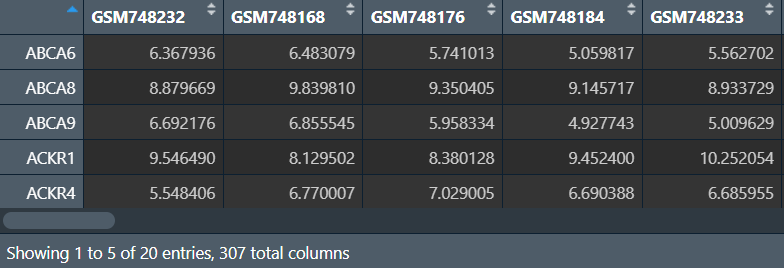 GSM748232 GSM748168 GSM748176 GSM748184 GSM748233
ABCA6 6.367936 6.483079 5.741013 5.059817 5.562702
ABCA8 8.879669 9.839810 9.350405 9.145717 8.933729
ABCA9 6.692176 6.855545 5.958334 4.927743 5.009629
ACKR1 9.546490 8.129502 8.380128 9.452400 10.252054
ACKR4 5.548406 6.770007 7.029005 6.690388 6.685955
Showing 1 to 5 of 20 entries, 307 total columns